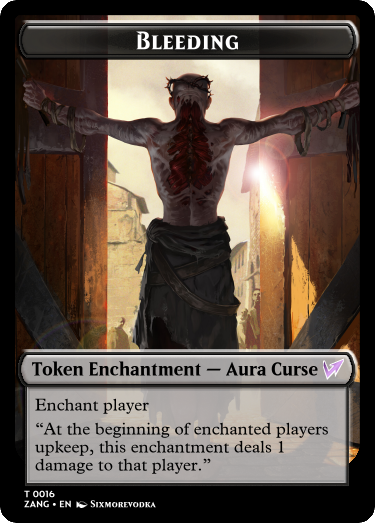 BLEEDING
Token Enchantment — Aura Curse
Enchant player
“At the beginning of enchanted players
upkeep, this enchantment deals 1
damage to that player.”
T 0016
ZANG • EN SIXMOREVODKA